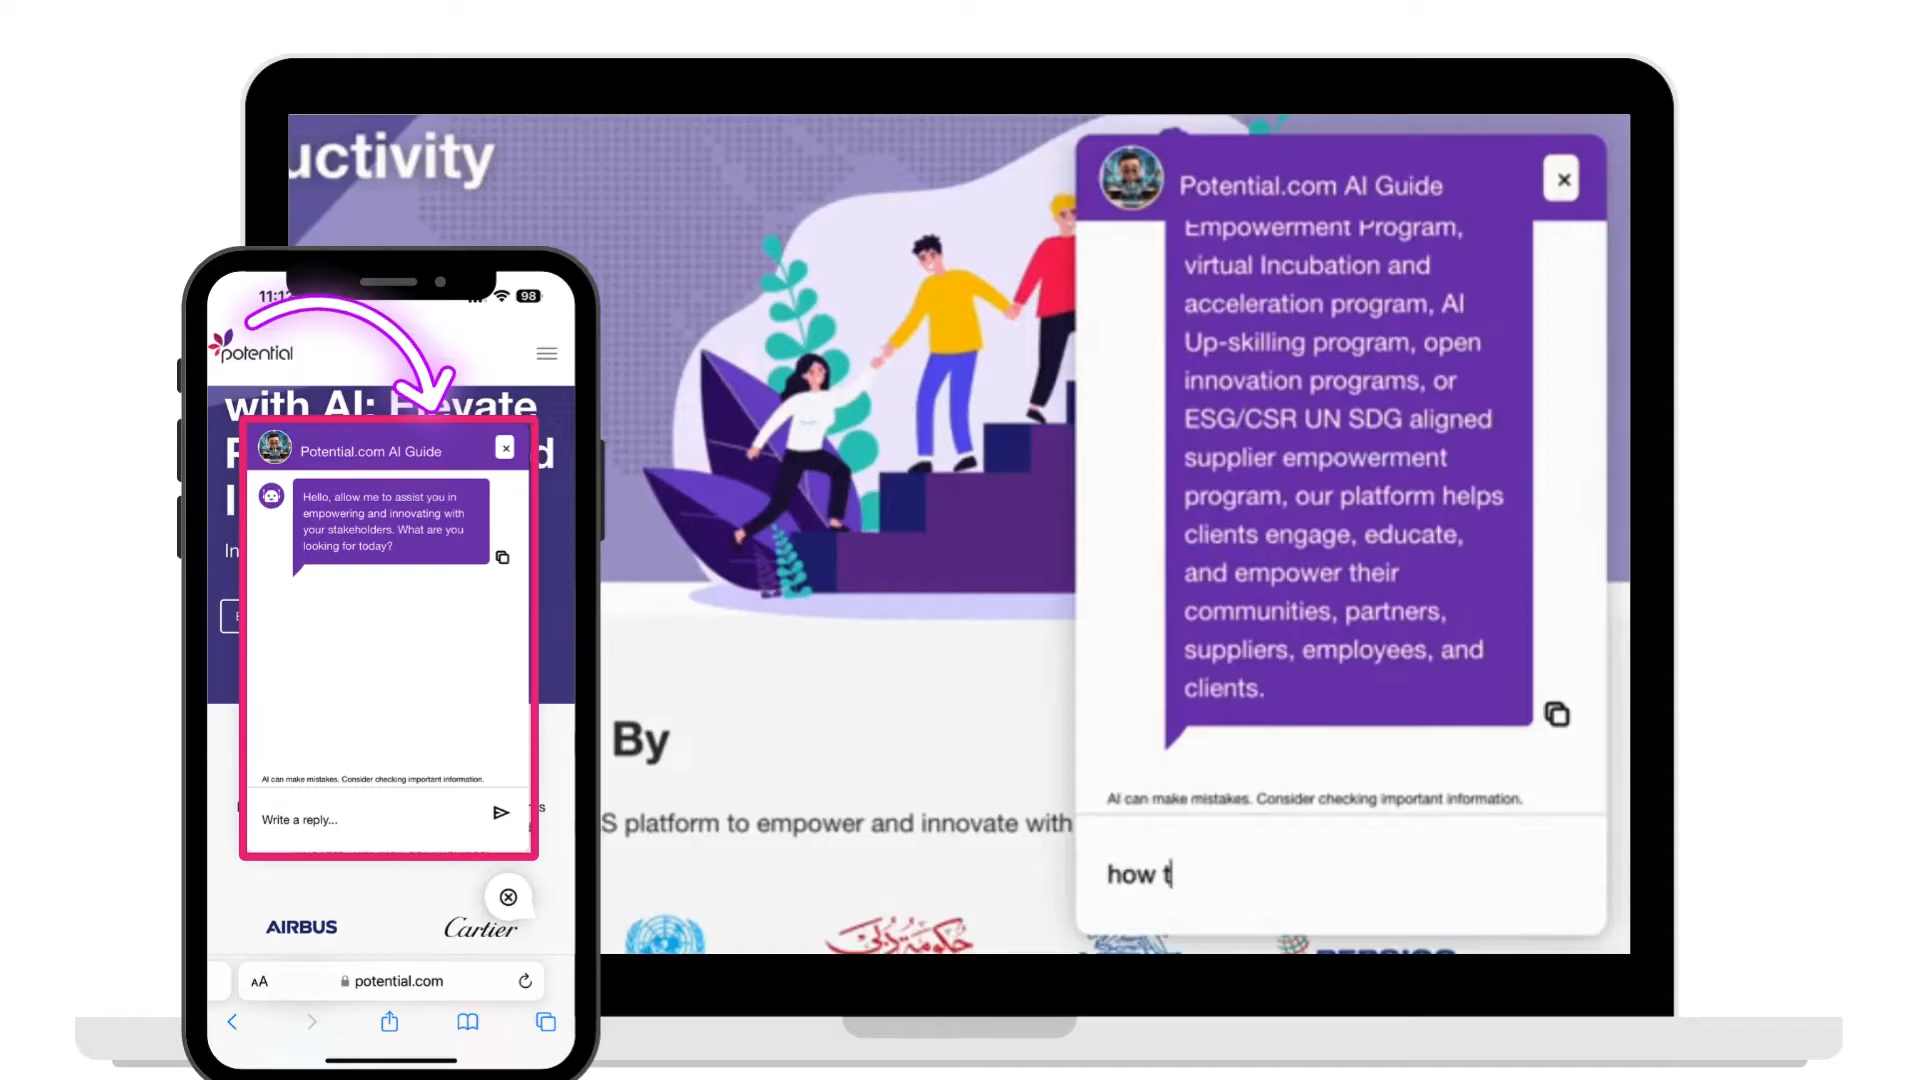 uctivity
Potential.com AI Guide
Empowerment Program,
virtual Incubation and
acceleration program, AI
Up-skilling program, open
innovation programs, or
ESG/CSR UN SDG aligned
supplier empowerment
program, our platform helps
clients engage, educate,
and empower their
communities, partners,
suppliers, employees, and
clients.
AI can make mistakes. Consider checking important information.
how t
By
S platform to empower and innovate with
حكومة دبي
98
potential
with AI: Elevate
Potential.com AI Guide
Hello, allow me to assist you in
empowering and innovating with
your stakeholders. What are you
looking for today?
AI can make mistakes. Consider checking important information.
Write a reply...
AIRBUS
Cartier
AA
potential.com